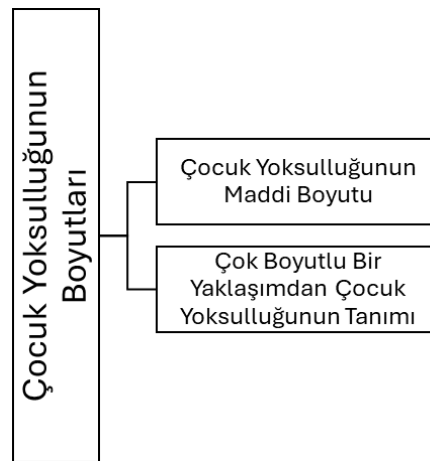 Çocuk Yoksulluğunun
Boyutları
Çocuk Yoksulluğunun
Maddi Boyutu
Çok Boyutlu Bir
Yaklaşımdan Çocuk
Yoksulluğunun Tanımı